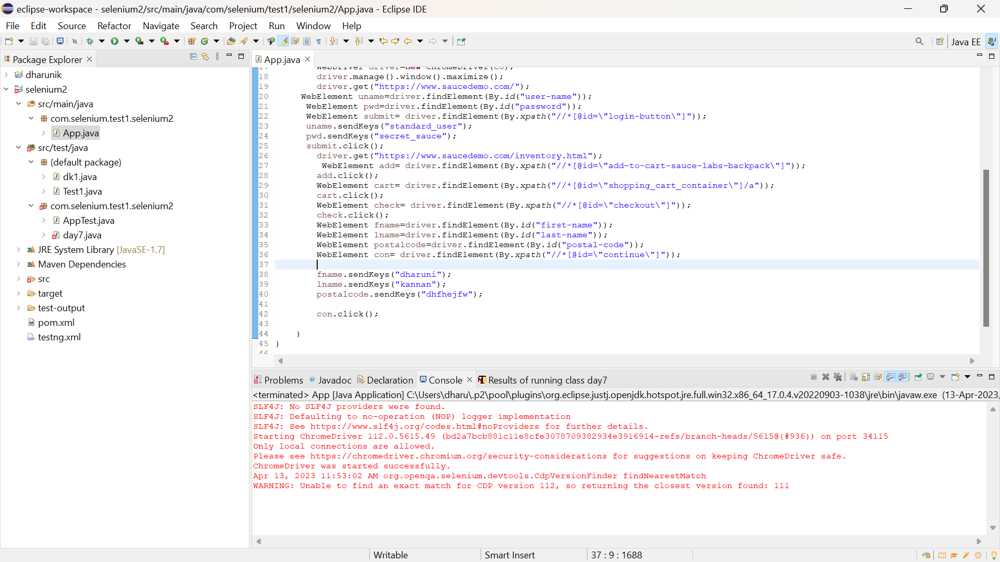 eclipse-workspace - selenium2/src/main/java/com/selenium/test1/selenium2/App.java - Eclipse IDE
File Edit Source Refactor Navigate Search Project Run Window Help
Java EE
Package Explorer
dharunik
selenium2
src/main/java
com.selenium.test1.selenium2
App.java
src/test/java
(default package)
dk1.java
Test1.java
com.selenium.test1.selenium2
AppTest.java
day7.java
JRE System Library [JavaSE-1.7]
Maven Dependencies
src
target
test-output
pom.xml
testng.xml
App.java
17 WebDriver driver=new ChromeDriver(co);
18 driver.manage().window().maximize();
19 driver.get("https://www.saucedemo.com/");
20 WebElement uname=driver.findElement(By.id("user-name"));
21 WebElement pwd=driver.findElement(By.id("password"));
22 WebElement submit= driver.findElement(By.xpath("//*[@id=\"login-button\"]"));
23 uname.sendKeys("standard_user");
24 pwd.sendKeys("secret_sauce");
25 submit.click();
26 driver.get("https://www.saucedemo.com/inventory.html");
27 WebElement add= driver.findElement(By.xpath("//*[@id=\"add-to-cart-sauce-labs-backpack\"]"));
28 add.click();
29 WebElement cart= driver.findElement(By.xpath("//*[@id=\"shopping_cart_container\"]/a"));
30 cart.click();
31 WebElement check= driver.findElement(By.xpath("//*[@id=\"checkout\"]"));
32 check.click();
33 WebElement fname=driver.findElement(By.id("first-name"));
34 WebElement lname=driver.findElement(By.id("last-name"));
35 WebElement postalcode=driver.findElement(By.id("postal-code"));
36 WebElement con= driver.findElement(By.xpath("//*[@id=\"continue\"]"));
37
38 fname.sendKeys("dharuni");
39 lname.sendKeys("kannan");
40 postalcode.sendKeys("dhfhejfw");
41
42 con.click();
43
44 }
45 }
46
Problems @ Javadoc Declaration Console Results of running class day7
<terminated> App [Java Application] C:\Users\dharu\.p2\pool\plugins\org.eclipse.justj.openjdk.hotspot.jre.full.win32.x86_64_17.0.4.v20220903-1038\jre\bin\javaw.exe (13-Apr-2023,
SLF4J: No SLF4J providers were found.
SLF4J: Defaulting to no-operation (NOP) logger implementation
SLF4J: See https://www.slf4j.org/codes.html#noProviders for further details.
Starting ChromeDriver 112.0.5615.49 (bd2a7bcb881c11e8cfe3078709382934e3916914-refs/branch-heads/5615@{#936}) on port 34115
Only local connections are allowed.
Please see https://chromedriver.chromium.org/security-considerations for suggestions on keeping ChromeDriver safe.
ChromeDriver was started successfully.
Apr 13, 2023 11:53:02 AM org.openqa.selenium.devtools.CdpVersionFinder findNearestMatch
WARNING: Unable to find an exact match for CDP version 112, so returning the closest version found: 111
Writable Smart Insert 37 : 9 : 1688